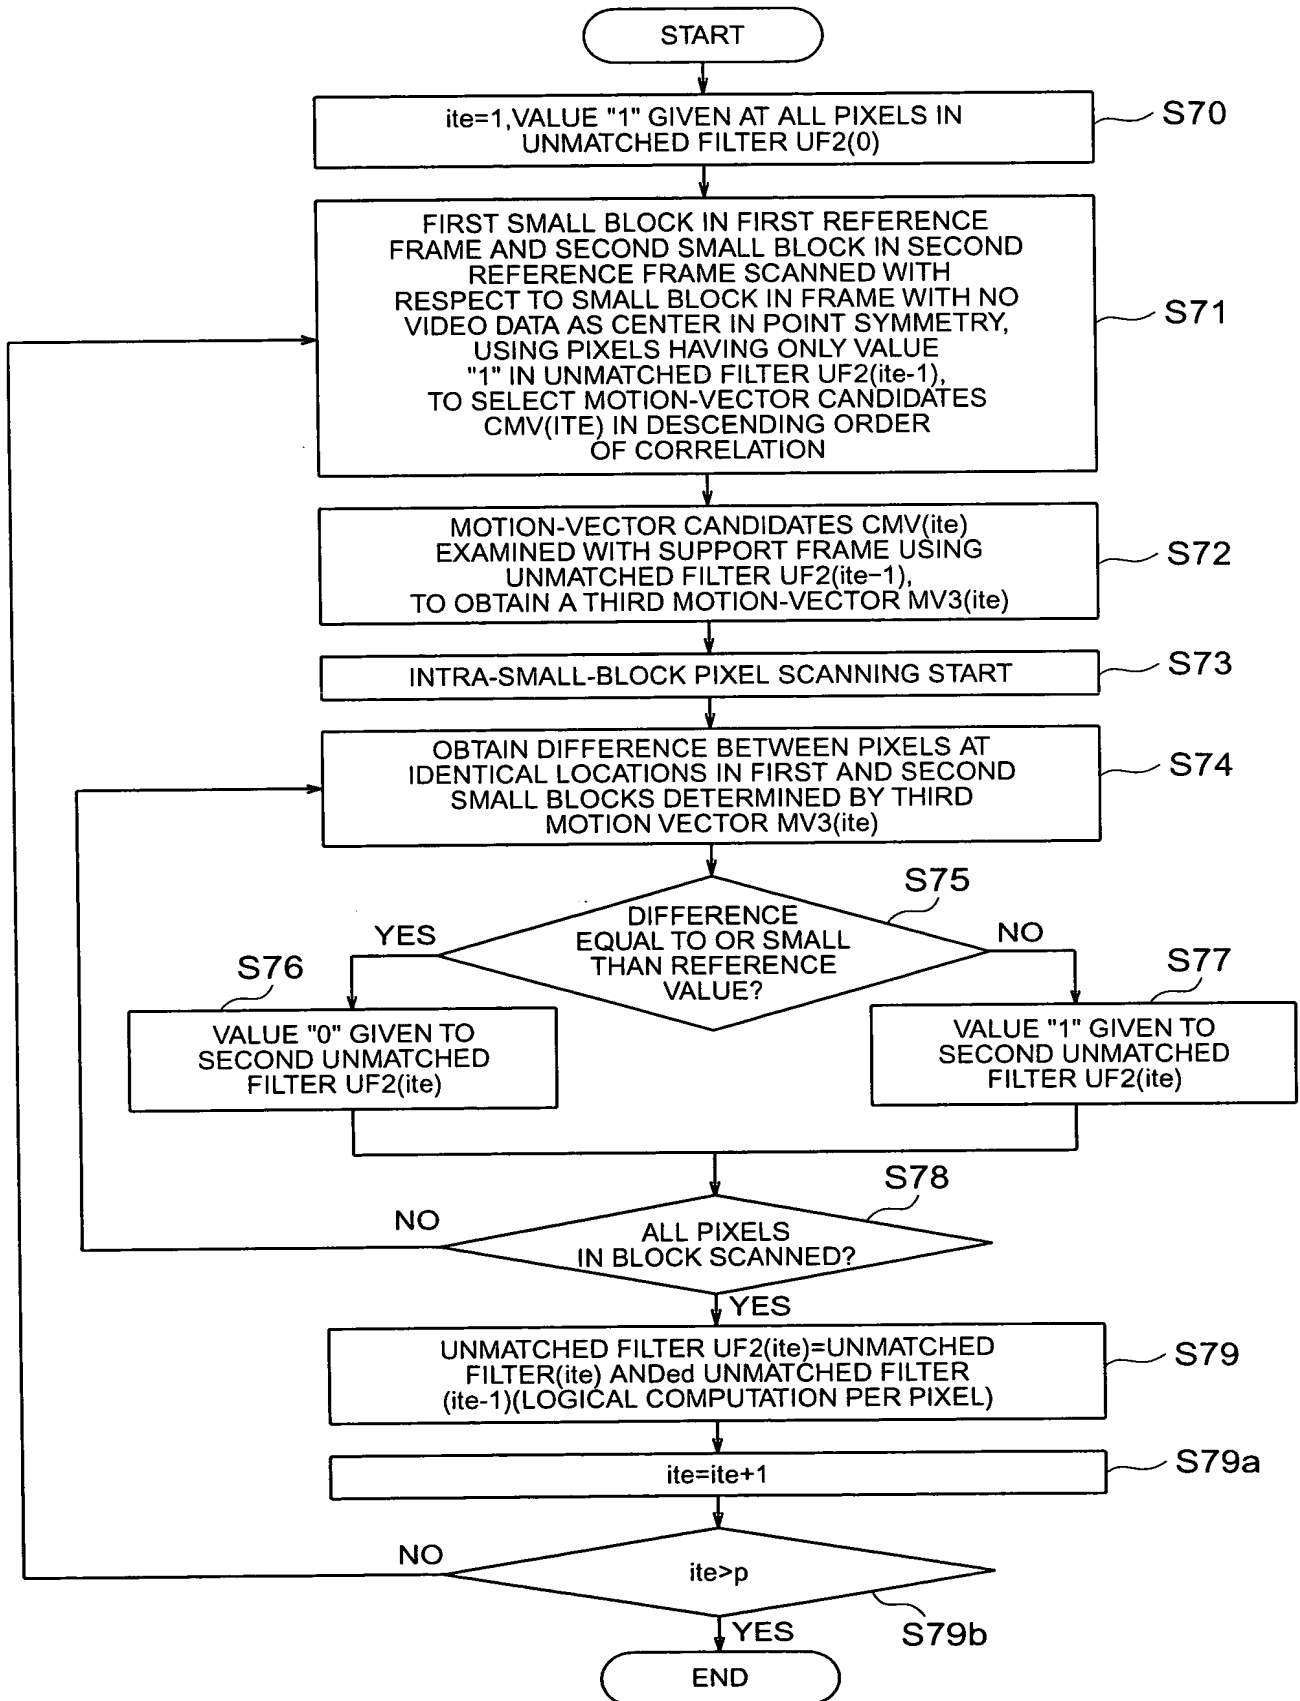 START
ite=1,VALUE "1" GIVEN AT ALL PIXELS IN
UNMATCHED FILTER UF2(0)
S70
FIRST SMALL BLOCK IN FIRST REFERENCE
FRAME AND SECOND SMALL BLOCK IN SECOND
REFERENCE FRAME SCANNED WITH
RESPECT TO SMALL BLOCK IN FRAME WITH NO
VIDEO DATA AS CENTER IN POINT SYMMETRY,
USING PIXELS HAVING ONLY VALUE
"1" IN UNMATCHED FILTER UF2(ite-1),
TO SELECT MOTION-VECTOR CANDIDATES
CMV(ITE) IN DESCENDING ORDER
OF CORRELATION
S71
MOTION-VECTOR CANDIDATES CMV(ite)
EXAMINED WITH SUPPORT FRAME USING
UNMATCHED FILTER UF2(ite−1),
TO OBTAIN A THIRD MOTION-VECTOR MV3(ite)
S72
INTRA-SMALL-BLOCK PIXEL SCANNING START
S73
OBTAIN DIFFERENCE BETWEEN PIXELS AT
IDENTICAL LOCATIONS IN FIRST AND SECOND
SMALL BLOCKS DETERMINED BY THIRD
MOTION VECTOR MV3(ite)
S74
S75
DIFFERENCE
EQUAL TO OR SMALL
THAN REFERENCE
VALUE?
YES
NO
S76
VALUE "0" GIVEN TO
SECOND UNMATCHED
FILTER UF2(ite)
S77
VALUE "1" GIVEN TO
SECOND UNMATCHED
FILTER UF2(ite)
S78
NO
ALL PIXELS
IN BLOCK SCANNED?
YES
UNMATCHED FILTER UF2(ite)=UNMATCHED
FILTER(ite) ANDed UNMATCHED FILTER
(ite-1)(LOGICAL COMPUTATION PER PIXEL)
S79
ite=ite+1
S79a
NO
ite>p
S79b
YES
END